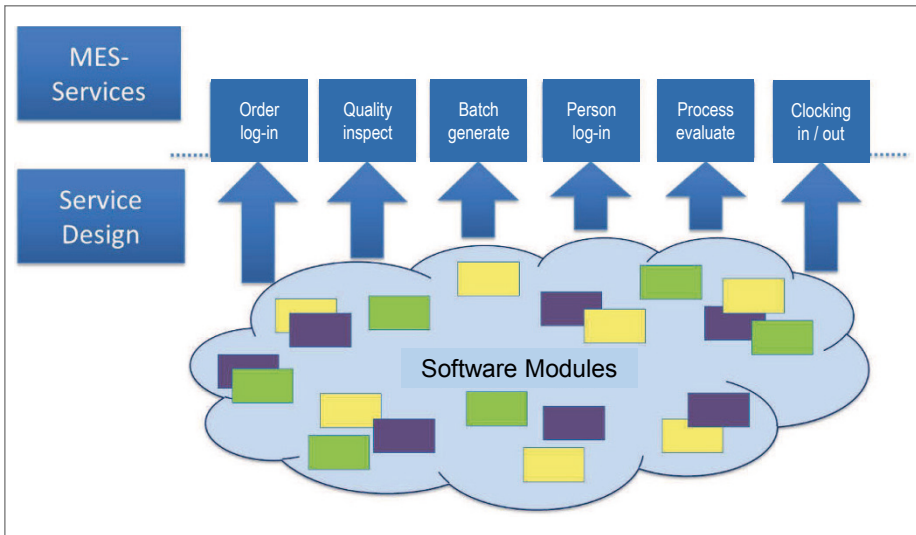 MES-
Services
Order
log-in
Quality
inspect
Batch
generate
Person
log-in
Process
evaluate
Clocking
in / out
Service
Design
Software Modules